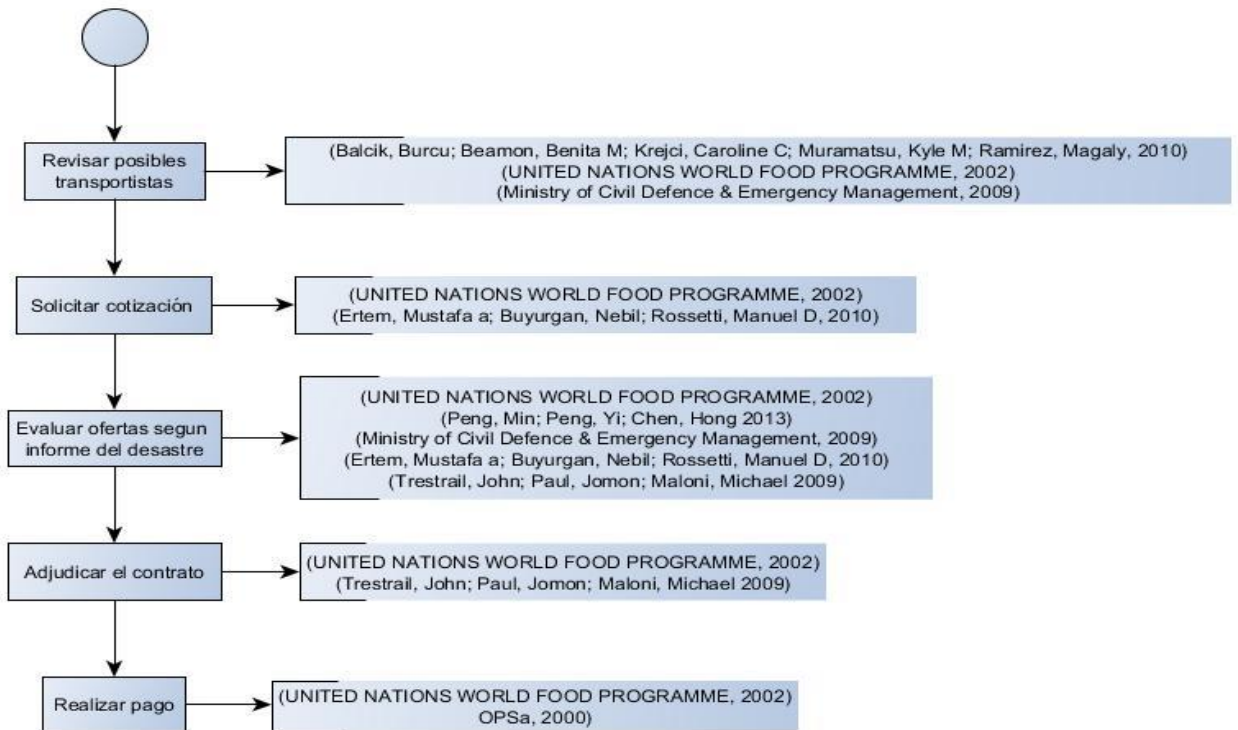 Revisar posibles
transportistas
(Balcik, Burcu; Beamon, Benita M; Krejci, Caroline C; Muramatsu, Kyle M; Ramirez, Magaly, 2010)
(UNITED NATIONS WORLD FOOD PROGRAMME, 2002)
(Ministry of Civil Defence & Emergency Management, 2009)
Solicitar cotización
(UNITED NATIONS WORLD FOOD PROGRAMME, 2002)
(Ertem, Mustafa a; Buyurgan, Nebil; Rossetti, Manuel D, 2010)
Evaluar ofertas segun
informe del desastre
(UNITED NATIONS WORLD FOOD PROGRAMME, 2002)
(Peng, Min; Peng, Yi; Chen, Hong 2013)
(Ministry of Civil Defence & Emergency Management, 2009)
(Ertem, Mustafa a; Buyurgan, Nebil; Rossetti, Manuel D, 2010)
(Trestrail, John; Paul, Jomon; Maloni, Michael 2009)
Adjudicar el contrato
(UNITED NATIONS WORLD FOOD PROGRAMME, 2002)
(Trestrail, John; Paul, Jomon; Maloni, Michael 2009)
Realizar pago
(UNITED NATIONS WORLD FOOD PROGRAMME, 2002)
OPSa, 2000)